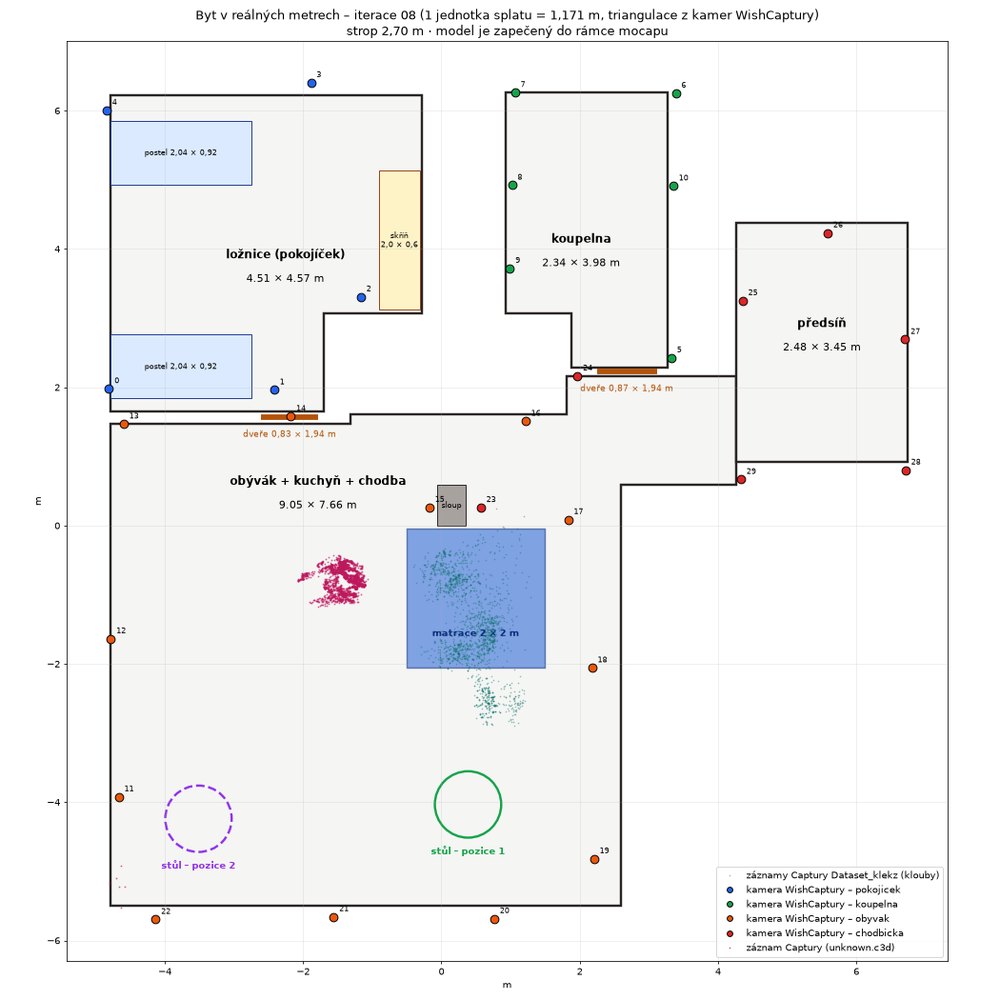 Byt v reálných metrech – iterace 08 (1 jednotka splatu = 1,171 m, triangulace z kamer WishCaptury)
strop 2,70 m · model je zapečený do rámce mocapu
3
4
7
6
postel 2,04 × 0,92
8
10
skříň
2,0 × 0,6
ložnice (pokojíček)
4.51 × 4.57 m
koupelna
2.34 × 3.98 m
9
2
26
25
předsíň
2.48 × 3.45 m
27
postel 2,04 × 0,92
0
1
5
24
dveře 0,87 × 1,94 m
14
13
dveře 0,83 × 1,94 m
16
28
29
obývák + kuchyň + chodba
9.05 × 7.66 m
15
sloup
23
17
12
matrace 2 × 2 m
18
11
stůl – pozice 2
stůl – pozice 1
19
22
21
20
záznamy Captury Dataset_klekz (klouby)
kamera WishCaptury – pokojicek
kamera WishCaptury – koupelna
kamera WishCaptury – obyvak
kamera WishCaptury – chodbicka
záznam Captury (unknown.c3d)
6
4
2
0
−2
−4
−6
m
−4
−2
0
2
4
6
m